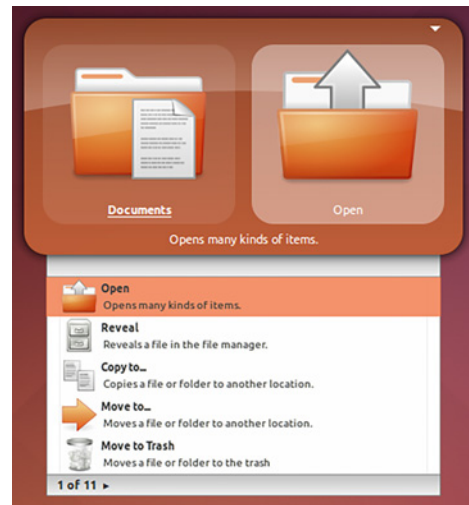 Documents
Open
Opens many kinds of items.
Open
Opens many kinds of items.
Reveal
Reveals a file in the file manager.
Copy to...
Copies a file or folder to another location.
Move to...
Moves a file or folder to another location.
Move to Trash
Moves a file or folder to the trash
1 of 11 ▸